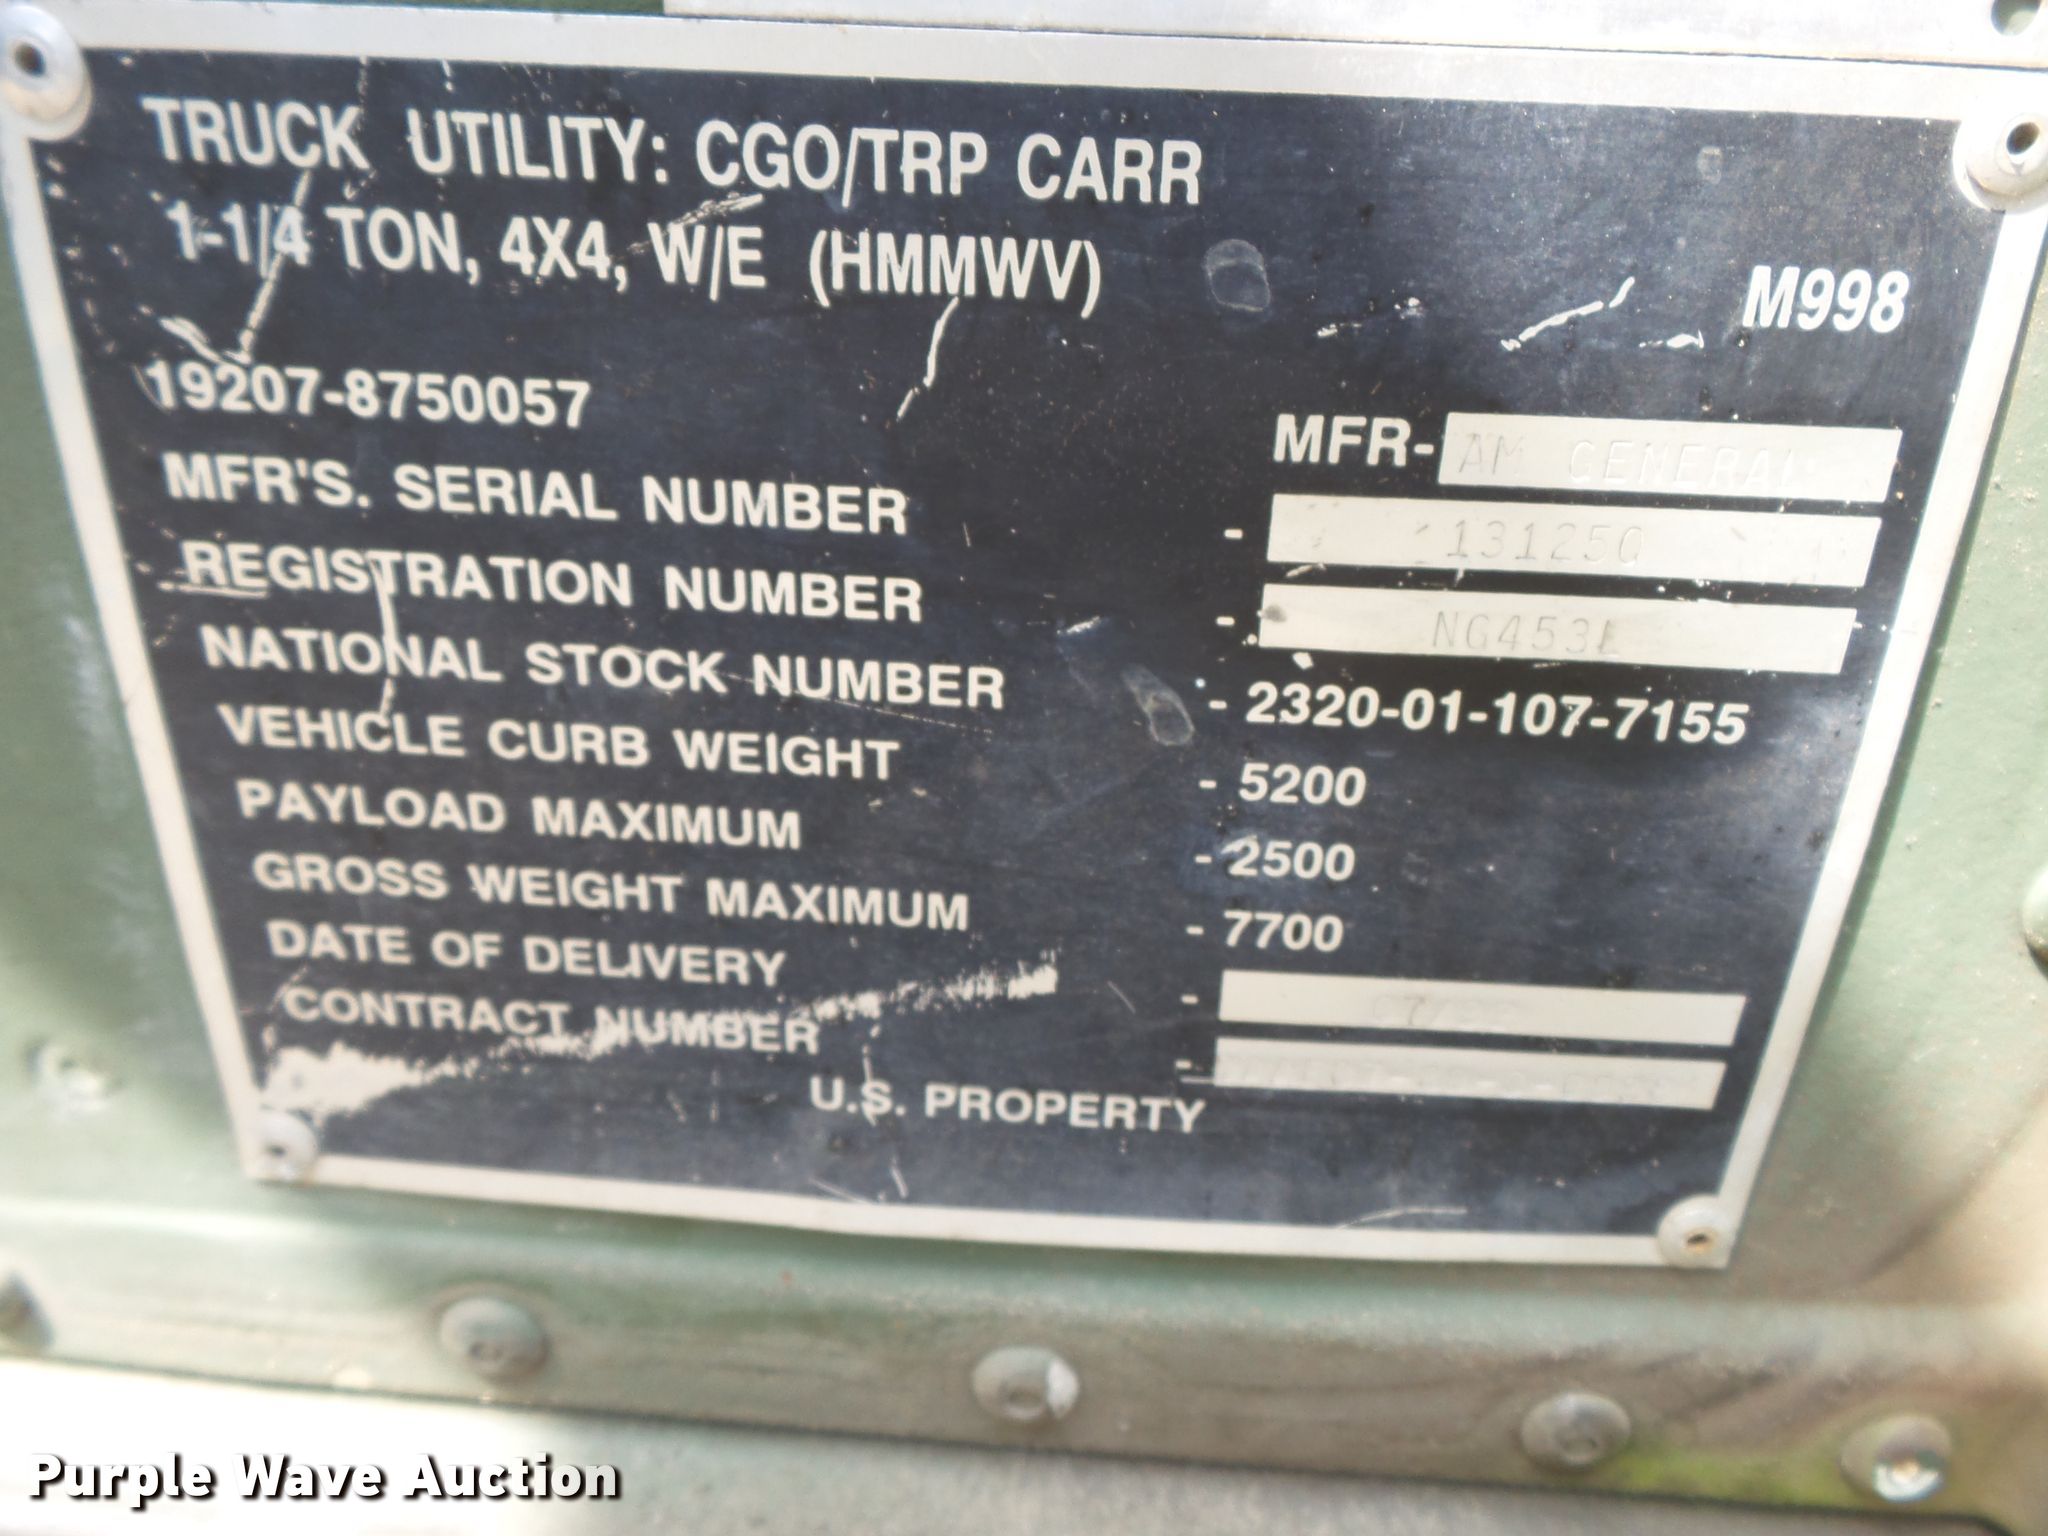 TRUCK UTILITY: CGO/TRP CARR
1-1/4 TON, 4X4, W/E (HMMWV) M998
19207-8750057 MFR- AM GENERAL
MFR'S. SERIAL NUMBER - 131250
REGISTRATION NUMBER - NG453L
NATIONAL STOCK NUMBER - 2320-01-107-7155
VEHICLE CURB WEIGHT - 5200
PAYLOAD MAXIMUM - 2500
GROSS WEIGHT MAXIMUM - 7700
DATE OF DELIVERY -
CONTRACT NUMBER -
U.S. PROPERTY
Purple Wave Auction